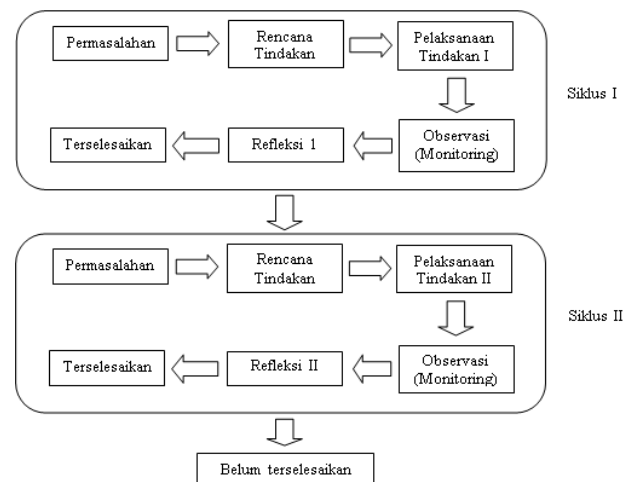 Permasalahan
Rencana
Tindakan
Pelaksanaan
Tindakan I
Siklus I
Terselesaikan
Refleksi 1
Observasi
(Monitoring)
Permasalahan
Rencana
Tindakan
Pelaksanaan
Tindakan II
Siklus II
Terselesaikan
Refleksi II
Observasi
(Monitoring)
Belum terselesaikan